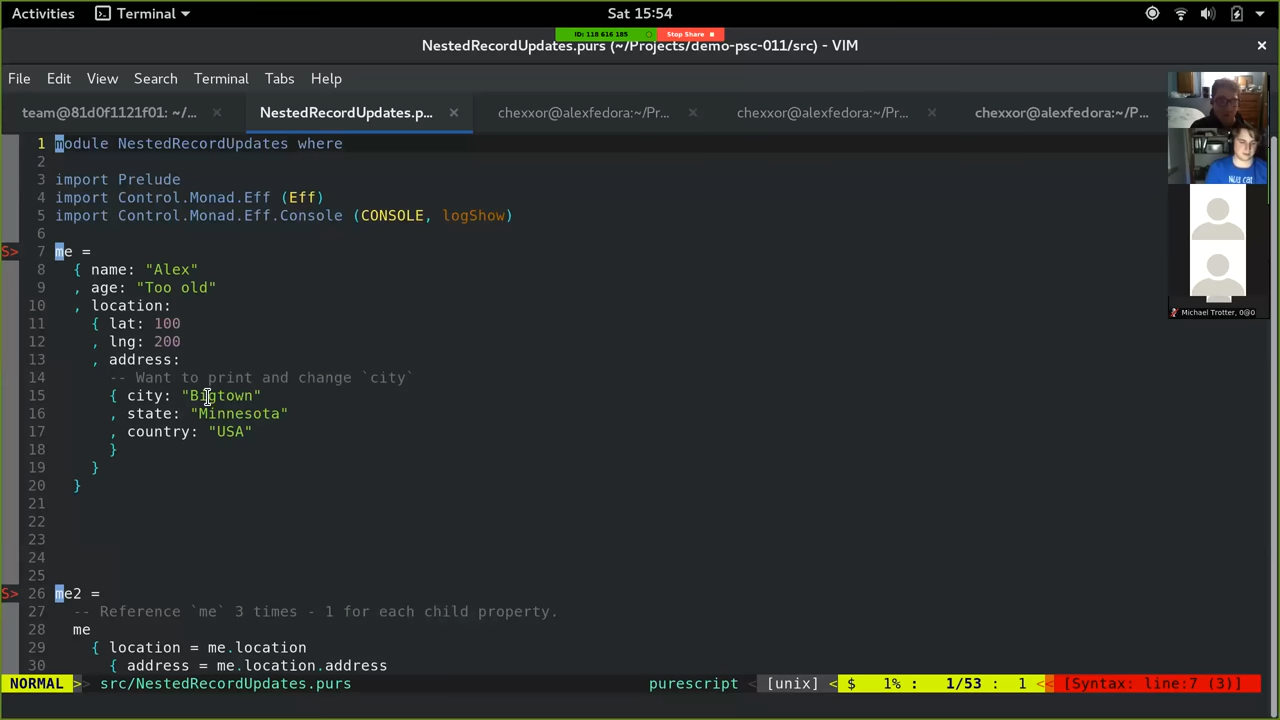 Activities Terminal Sat 15:54
ID: 118 616 185 Stop Share
NestedRecordUpdates.purs (~/Projects/demo-psc-011/src) - VIM ×
File Edit View Search Terminal Tabs Help
team@81d0f1121f01: ~/... × NestedRecordUpdates.p... × chexxor@alexfedora:~/Pr... × chexxor@alexfedora:~/Pr... × chexxor@alexfedora:~/P...
1 module NestedRecordUpdates where
2
3 import Prelude
4 import Control.Monad.Eff (Eff)
5 import Control.Monad.Eff.Console (CONSOLE, logShow)
6
S> 7 me =
8 { name: "Alex"
9 , age: "Too old"
10 , location:
11 { lat: 100
12 , lng: 200
13 , address:
14 -- Want to print and change `city`
15 { city: "Bigtown"
16 , state: "Minnesota"
17 , country: "USA"
18 }
19 }
20 }
21
22
23
24
25
S> 26 me2 =
27 -- Reference `me` 3 times - 1 for each child property.
28 me
29 { location = me.location
30 { address = me.location.address
NORMAL >> src/NestedRecordUpdates.purs purescript < [unix] < $ 1% : 1/53 : 1 << [Syntax: line:7 (3)]
Michael Trotter, 0@0